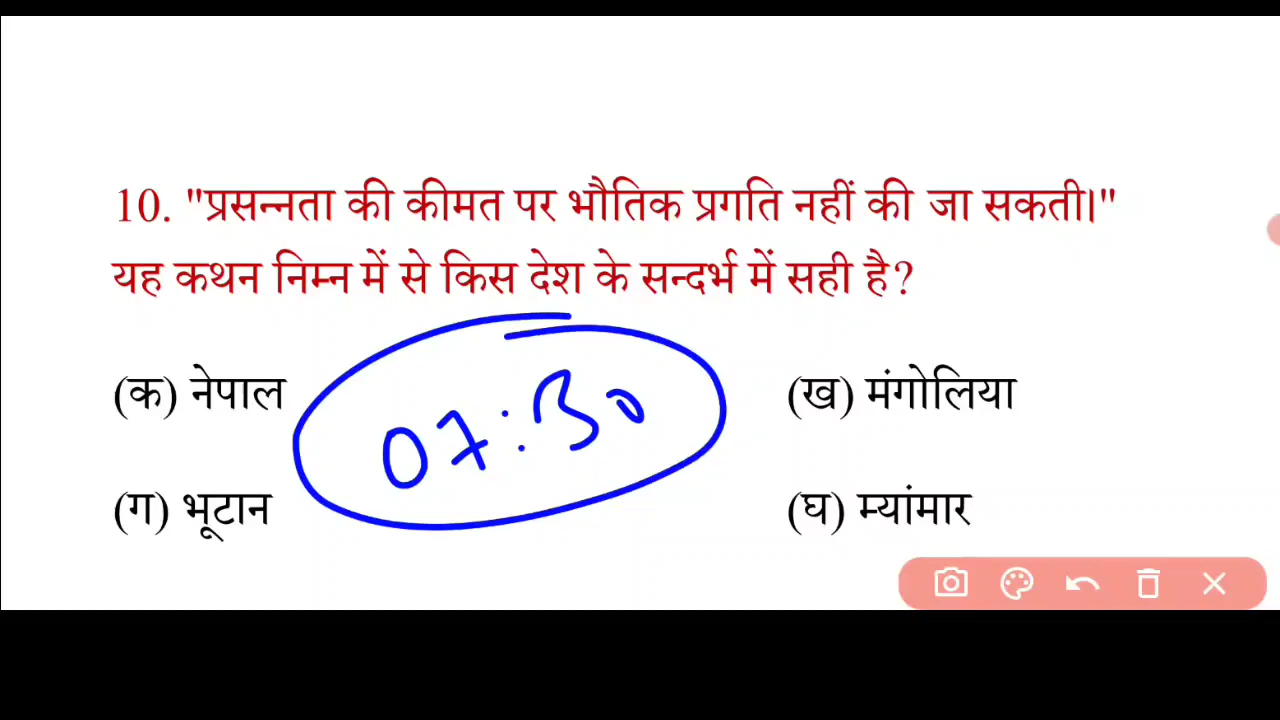 10. "प्रसन्नता की कीमत पर भौतिक प्रगति नहीं की जा सकती।"
यह कथन निम्न में से किस देश के सन्दर्भ में सही है?
(क) नेपाल
(ख) मंगोलिया
07:30
(ग) भूटान
(घ) म्यांमार